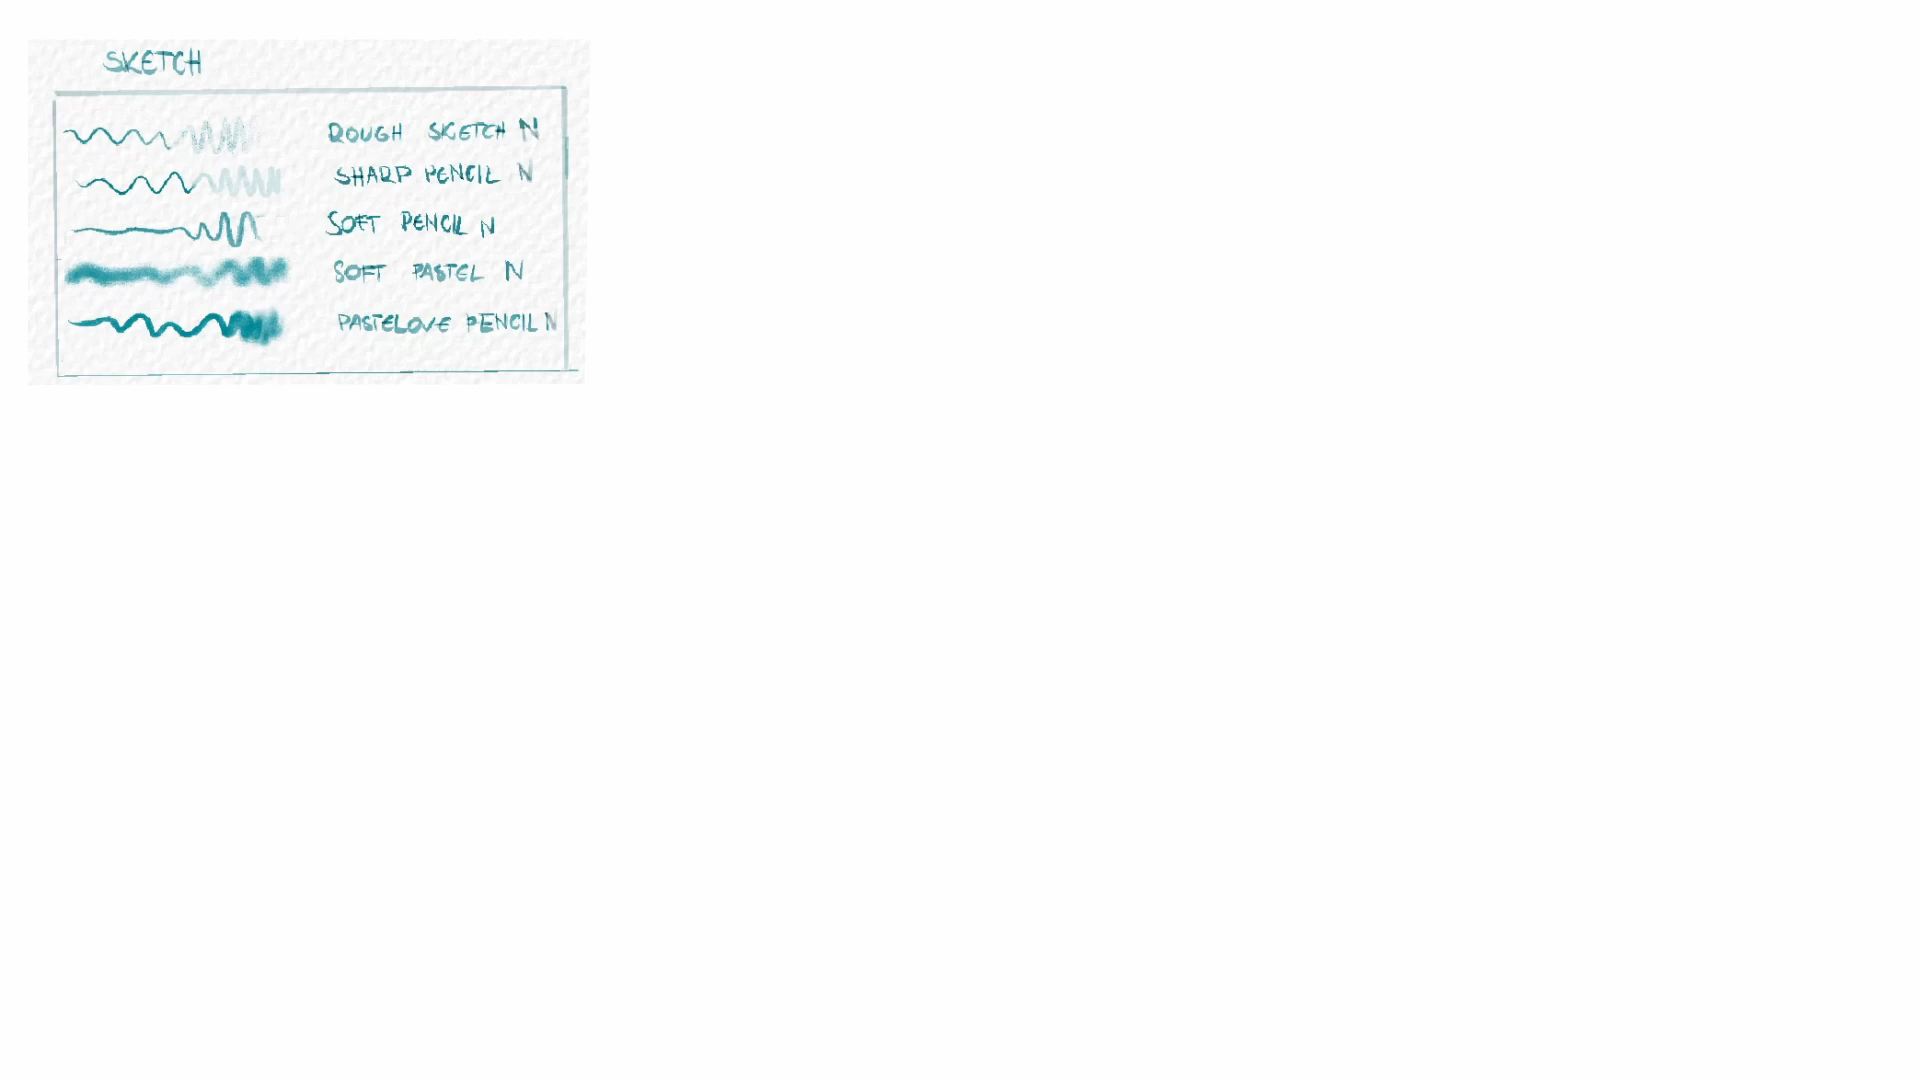 SKETCH
ROUGH SKETCH N
SHARP PENCIL N
SOFT PENCIL N
SOFT PASTEL N
PASTELOVE PENCIL N